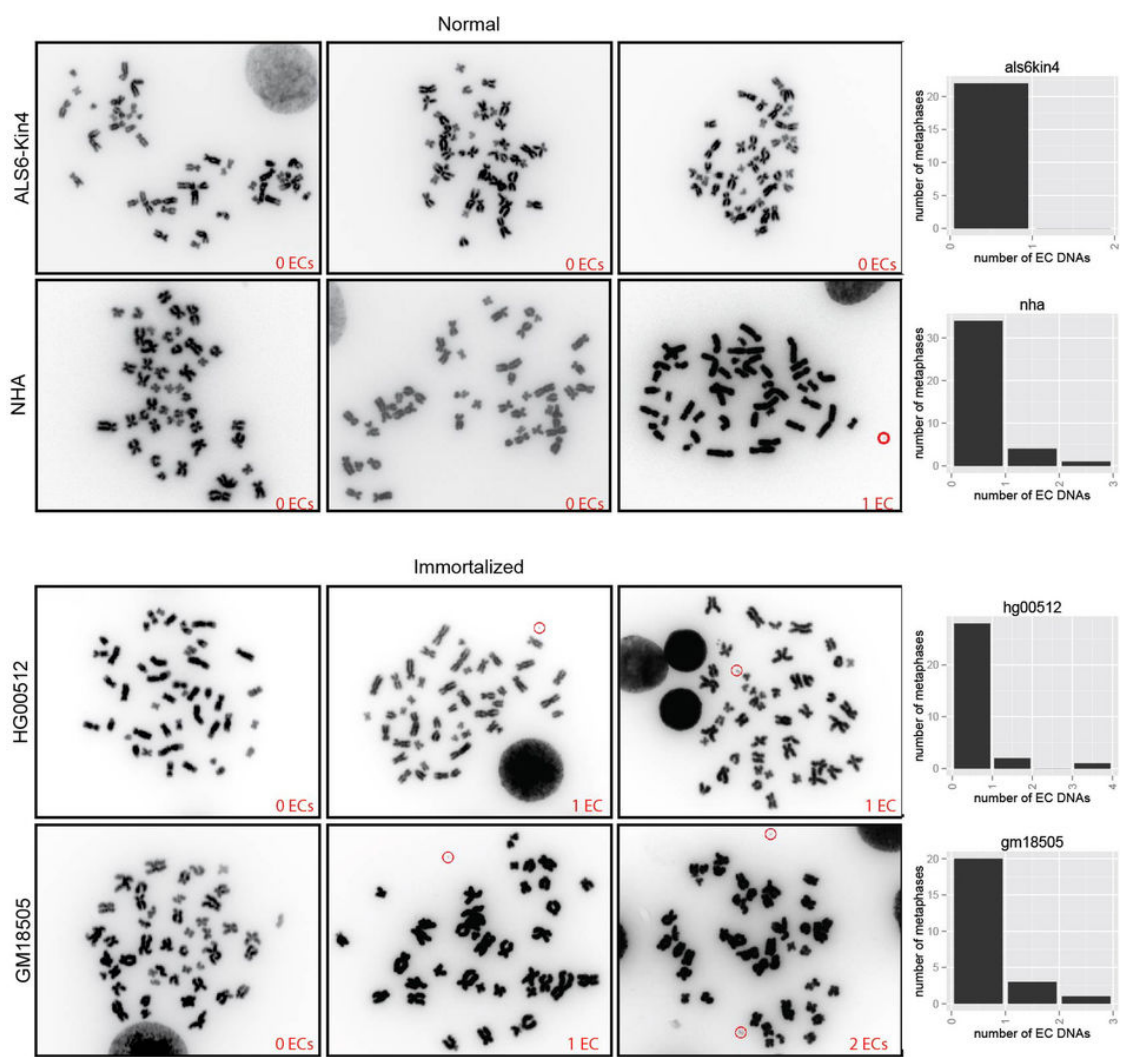 Normal
ALS6-Kin4
0 ECs
0 ECs
0 ECs
als6kin4
number of metaphases
20
15
10
5
0
0
1
2
number of EC DNAs
NHA
0 ECs
0 ECs
1 EC
nha
number of metaphases
30
20
10
0
0
1
2
3
number of EC DNAs
Immortalized
HG00512
0 ECs
1 EC
1 EC
hg00512
number of metaphases
20
10
0
0
1
2
3
4
number of EC DNAs
GM18505
0 ECs
1 EC
2 ECs
gm18505
number of metaphases
20
15
10
5
0
0
1
2
3
number of EC DNAs